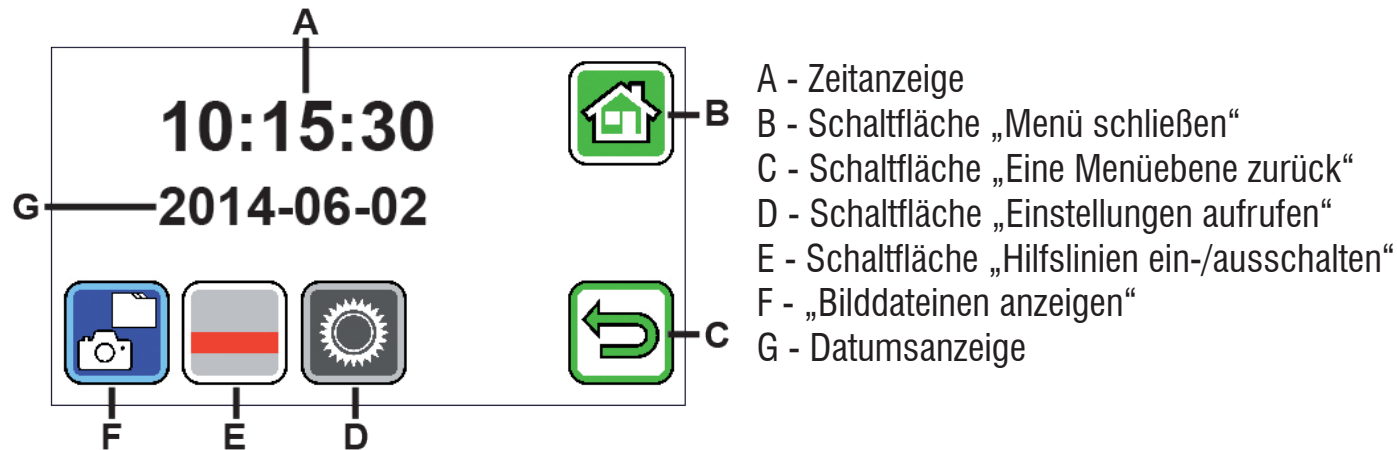 A
10:15:30
B
G
2014-06-02
C
F
E
D
A - Zeitanzeige
B - Schaltfläche „Menü schließen“
C - Schaltfläche „Eine Menüebene zurück“
D - Schaltfläche „Einstellungen aufrufen“
E - Schaltfläche „Hilfslinien ein-/ausschalten“
F - „Bilddateinen anzeigen“
G - Datumsanzeige